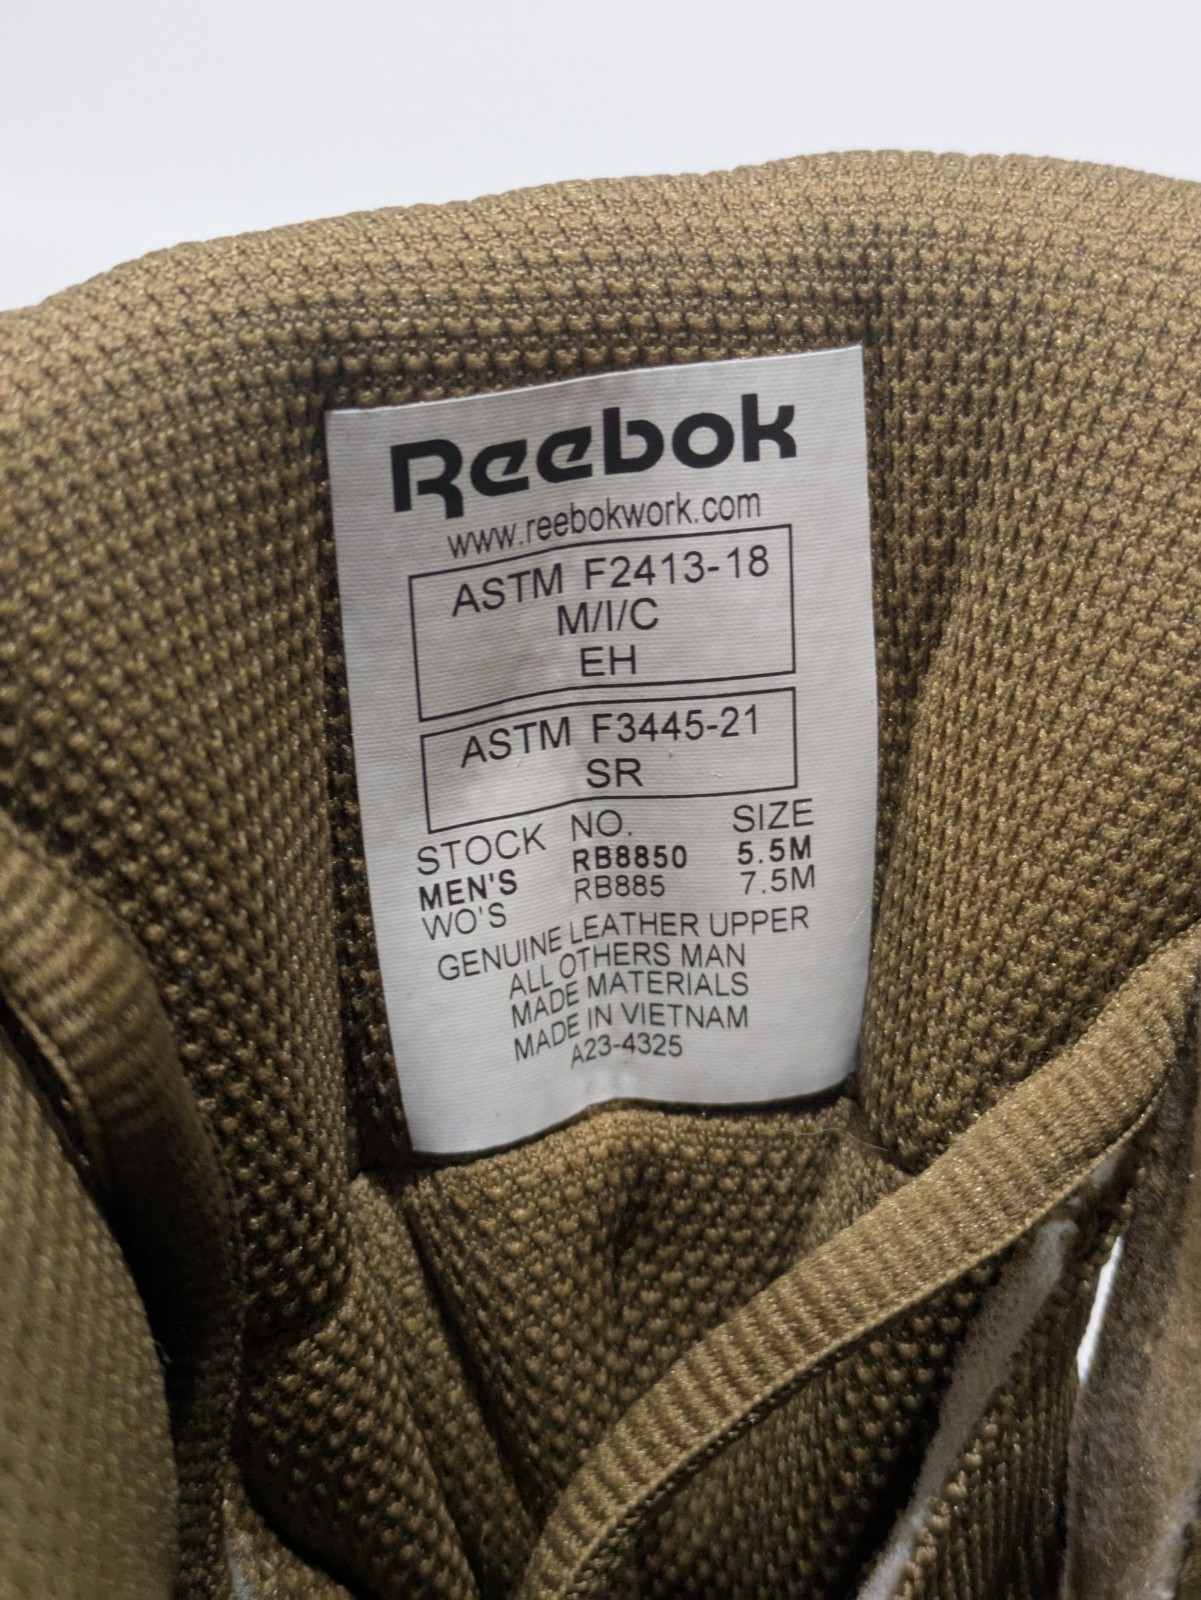 Reebok
www.reebokwork.com
ASTM F2413-18
M/I/C
EH
ASTM F3445-21
SR
STOCK NO. SIZE
MEN'S RB8850 5.5M
WO'S RB885 7.5M
GENUINE LEATHER UPPER
ALL OTHERS MAN
MADE MATERIALS
MADE IN VIETNAM
A23-4325